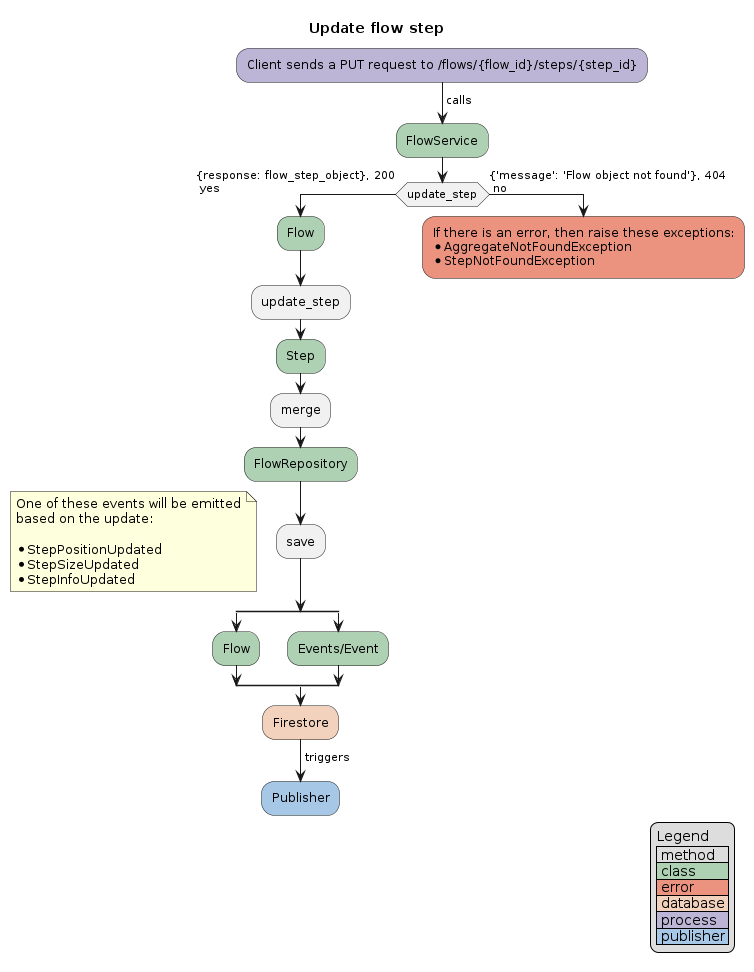 Update flow step
Client sends a PUT request to /flows/{flow_id}/steps/{step_id}
calls
FlowService
{response: flow_step_object}, 200
yes
update_step
{'message': 'Flow object not found'}, 404
no
Flow
If there is an error, then raise these exceptions:
• AggregateNotFoundException
• StepNotFoundException
update_step
Step
merge
FlowRepository
One of these events will be emitted
based on the update:
• StepPositionUpdated
• StepSizeUpdated
• StepInfoUpdated
save
Flow
Events/Event
Firestore
triggers
Publisher
Legend
method
class
error
database
process
publisher